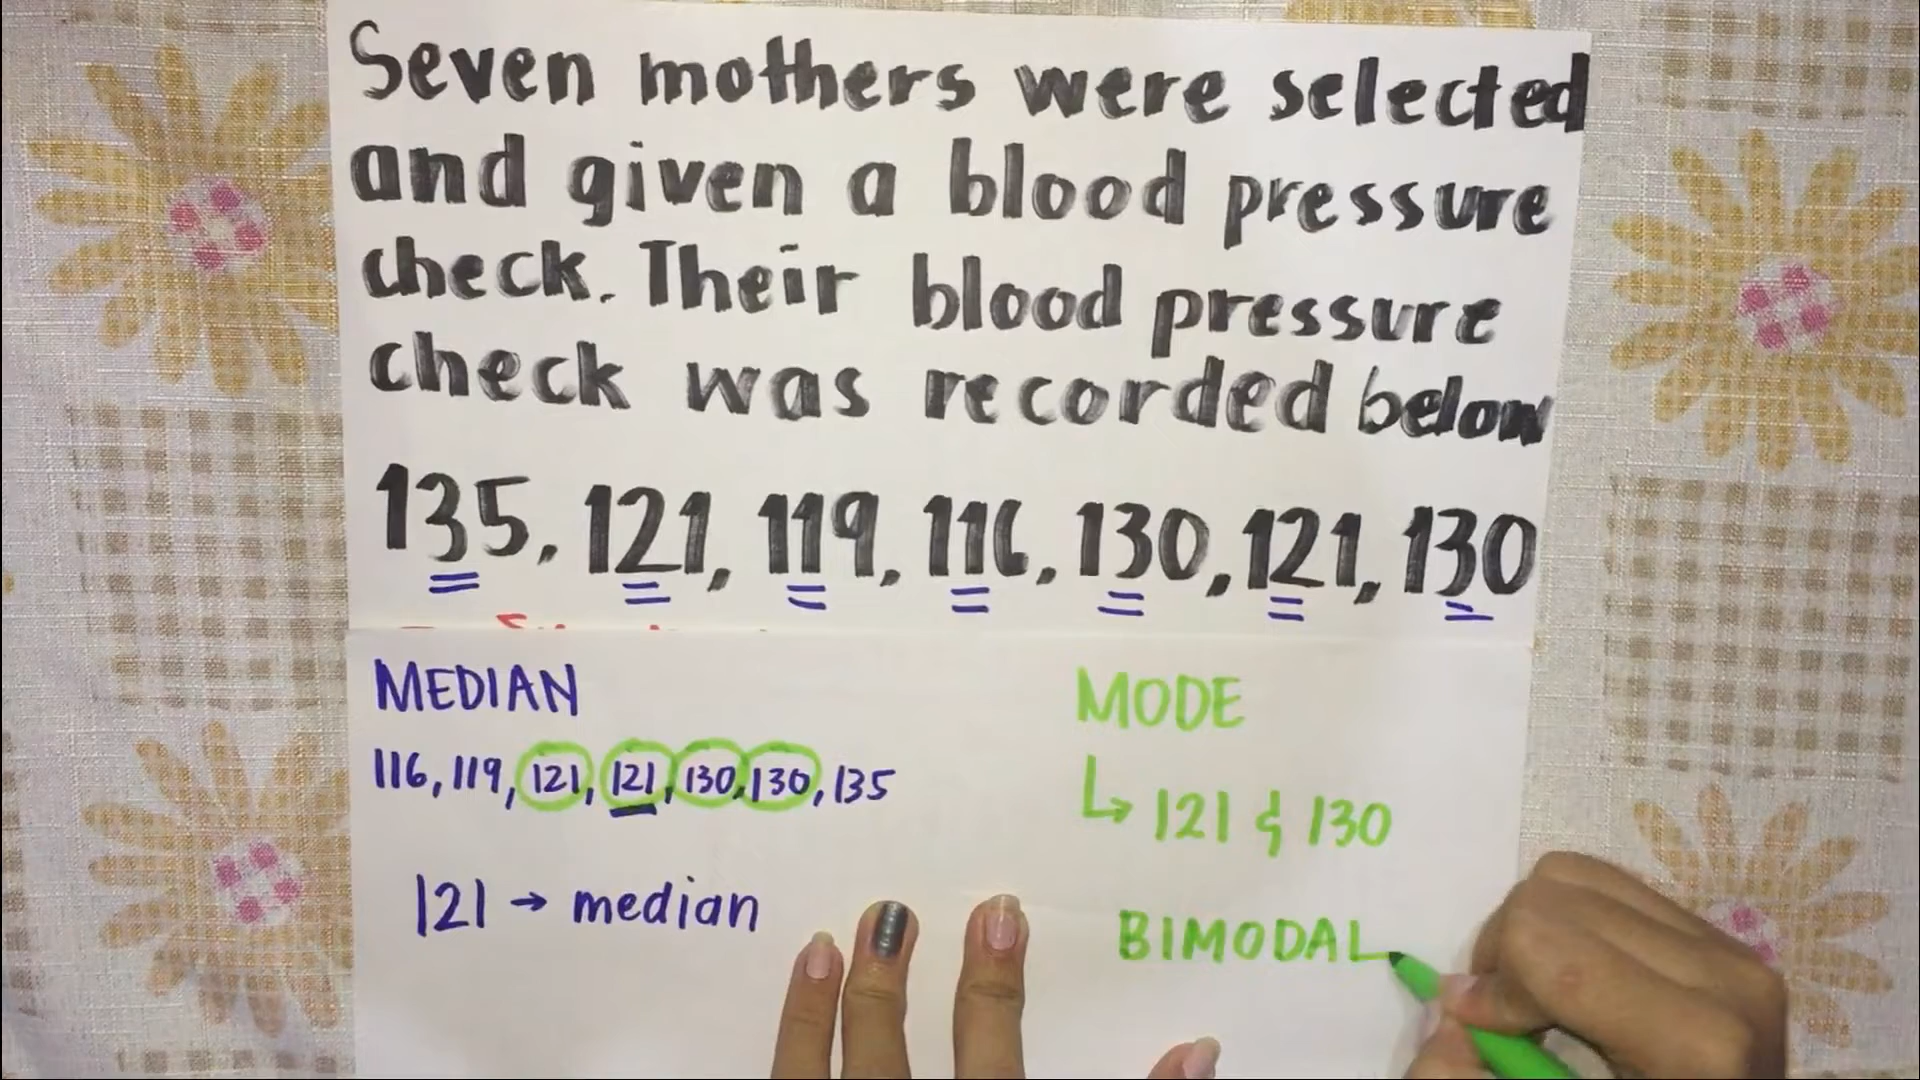 Seven mothers were selected
and given a blood pressure
check. Their blood pressure
check was recorded below
135, 121, 119, 116, 130, 121, 130
MEDIAN
116, 119, 121, 121, 130, 130, 135
121 → median
MODE
↳ 121 & 130
BIMODAL